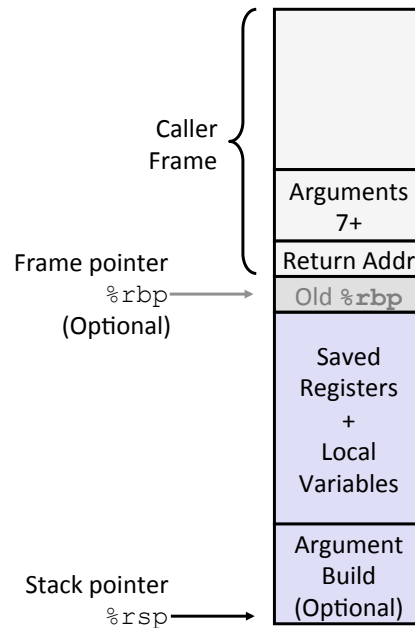 Caller
Frame
Arguments
7+
Return Addr
Frame pointer
%rbp
(Optional)
Old %rbp
Saved
Registers
+
Local
Variables
Argument
Build
(Optional)
Stack pointer
%rsp